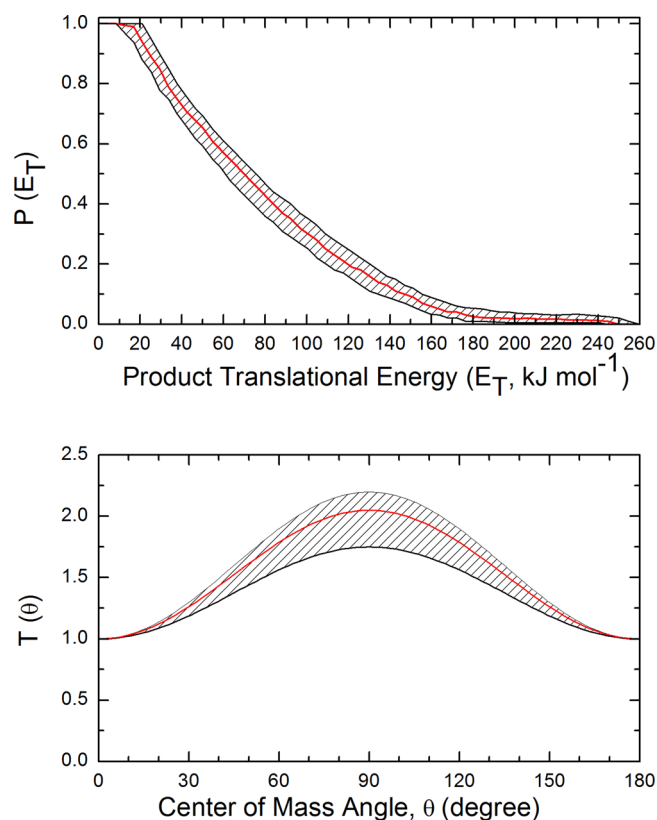 1.0
0.8
0.6
0.4
0.2
0.0
P (E_T)
0 20 40 60 80 100 120 140 160 180 200 220 240 260
Product Translational Energy (E_T, kJ mol⁻¹)
2.5
2.0
1.5
1.0
0.5
0.0
T (θ)
0 30 60 90 120 150 180
Center of Mass Angle, θ (degree)